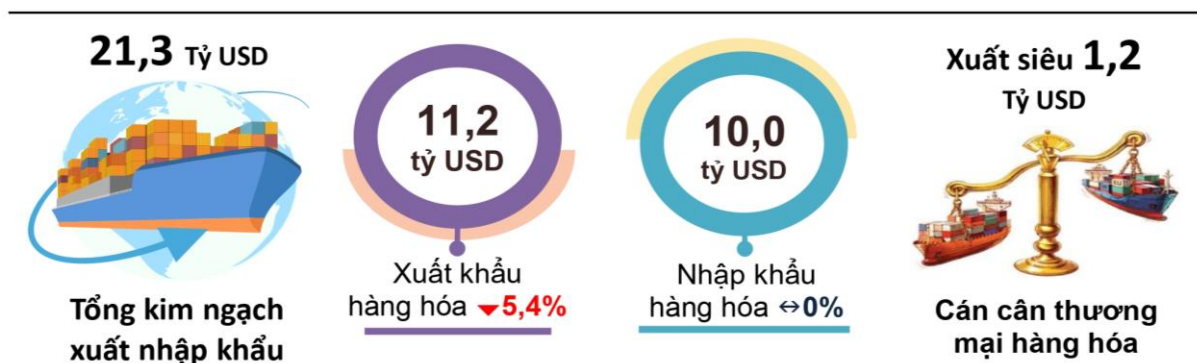 21,3 Tỷ USD
Tổng kim ngạch
xuất nhập khẩu
11,2
tỷ USD
Xuất khẩu
hàng hóa 5,4%
10,0
tỷ USD
Nhập khẩu
hàng hóa ⇔0%
Xuất siêu 1,2
Tỷ USD
Cán cân thương
mại hàng hóa